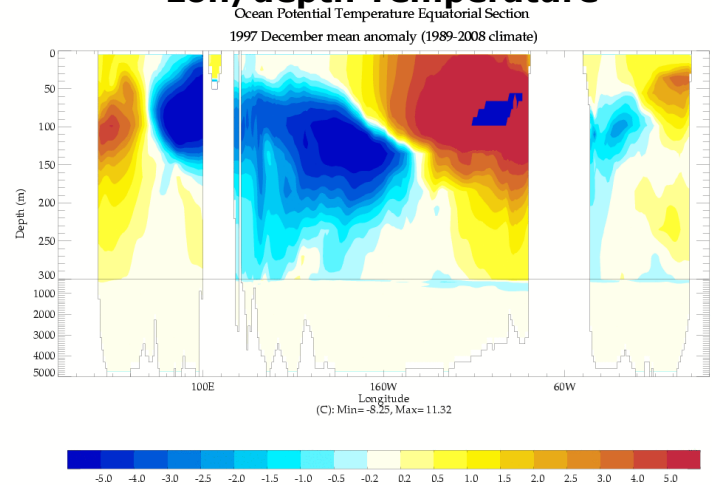 Lon/depth Temperature
Ocean Potential Temperature Equatorial Section
1997 December mean anomaly (1989-2008 climate)
0
50
100
150
200
250
300
1000
2000
3000
4000
5000
Depth (m)
100E 160W 60W
Longitude
(C): Min= -8.25, Max= 11.32
-5.0 -4.0 -3.0 -2.5 -2.0 -1.5 -1.0 -0.5 -0.2 0.2 0.5 1.0 1.5 2.0 2.5 3.0 4.0 5.0